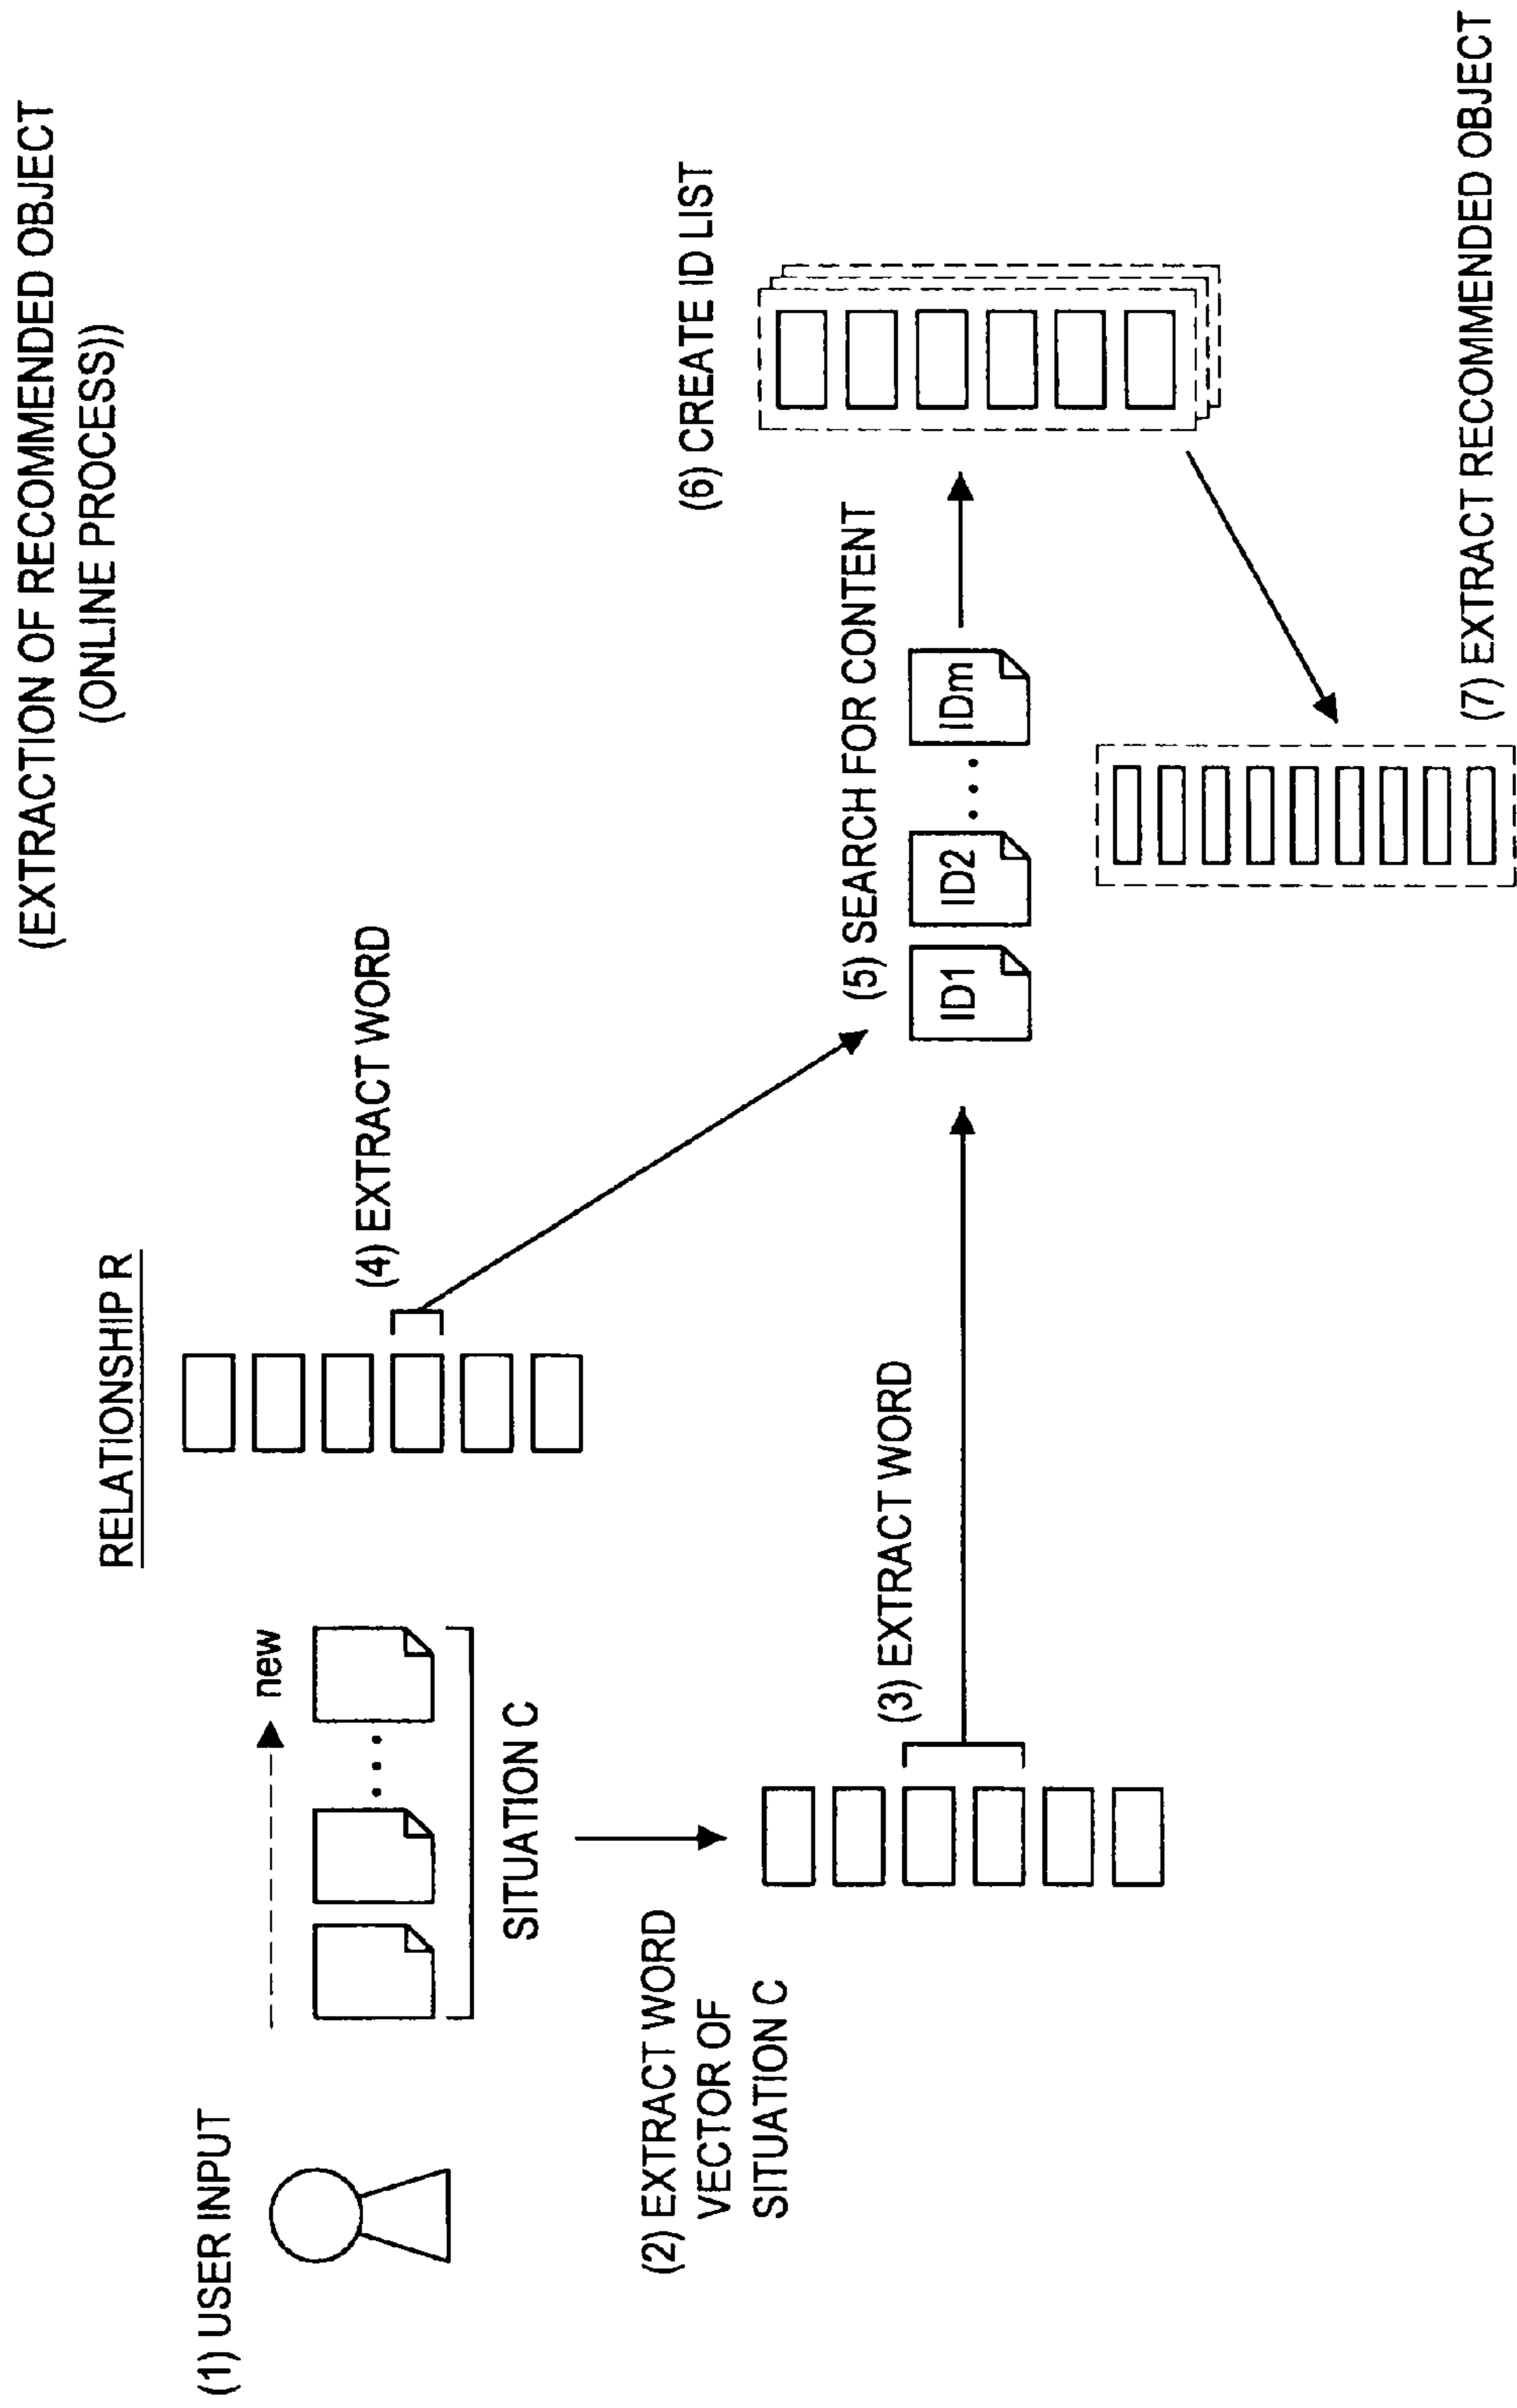 (EXTRACTION OF RECOMMENDED OBJECT
(ONLINE PROCESS))
(1) USER INPUT
new
SITUATION C
RELATIONSHIP R
(2) EXTRACT WORD
VECTOR OF
SITUATION C
(3) EXTRACT WORD
(4) EXTRACT WORD
(5) SEARCH FOR CONTENT
ID1
ID2
IDm
(6) CREATE ID LIST
(7) EXTRACT RECOMMENDED OBJECT